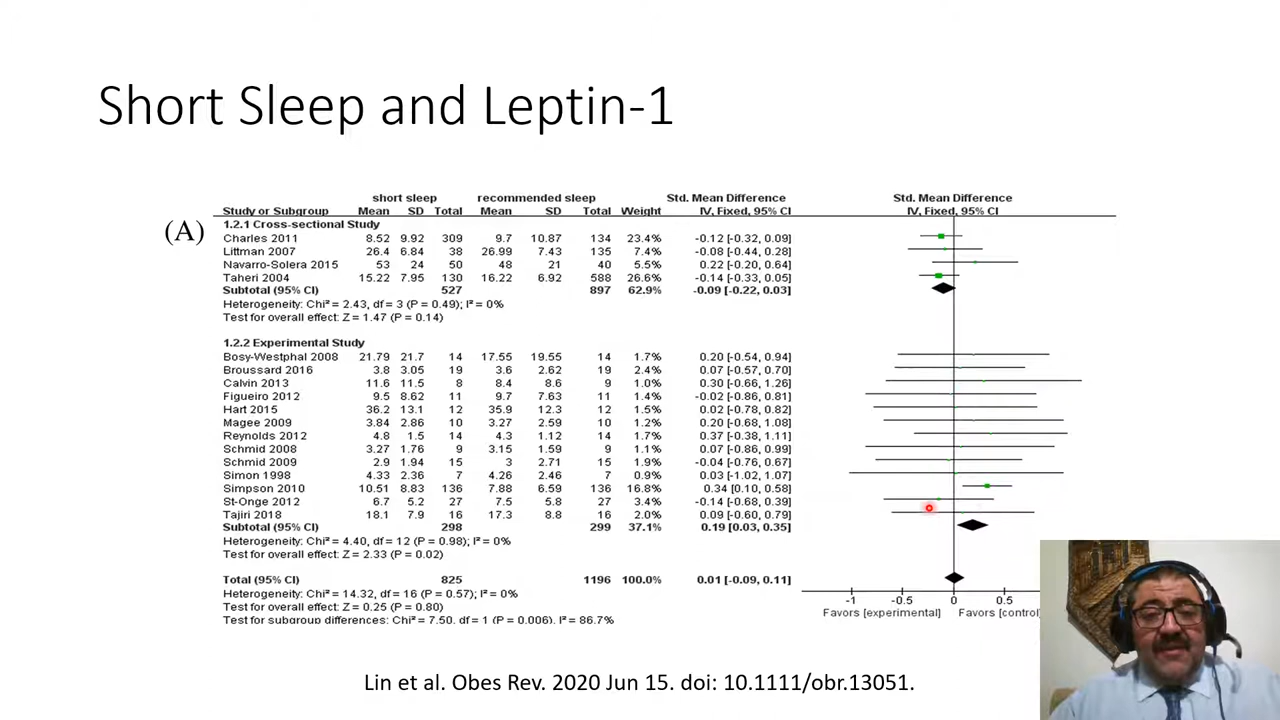 Short Sleep and Leptin-1
(A)
short sleep recommended sleep Std. Mean Difference Std. Mean Difference
Study or Subgroup Mean SD Total Mean SD Total Weight IV, Fixed, 95% CI IV, Fixed, 95% CI
1.2.1 Cross-sectional Study
Charles 2011 8.52 9.92 309 9.7 10.87 134 23.4% -0.12 [-0.32, 0.09]
Littman 2007 26.4 6.84 38 26.99 7.43 135 7.4% -0.08 [-0.44, 0.28]
Navarro-Solera 2015 53 24 50 48 21 40 5.5% 0.22 [-0.20, 0.64]
Taheri 2004 15.22 7.95 130 16.22 6.92 588 26.6% -0.14 [-0.33, 0.05]
Subtotal (95% CI) 527 897 62.9% -0.09 [-0.22, 0.03]
Heterogeneity: Chi² = 2.43, df = 3 (P = 0.49); I² = 0%
Test for overall effect: Z = 1.47 (P = 0.14)
1.2.2 Experimental Study
Bosy-Westphal 2008 21.79 21.7 14 17.55 19.55 14 1.7% 0.20 [-0.54, 0.94]
Broussard 2016 3.8 3.05 19 3.6 2.62 19 2.4% 0.07 [-0.57, 0.70]
Calvin 2013 11.6 11.5 8 8.4 8.6 9 1.0% 0.30 [-0.66, 1.26]
Figueiro 2012 9.5 8.62 11 9.7 7.63 11 1.4% -0.02 [-0.86, 0.81]
Hart 2015 36.2 13.1 12 35.9 12.3 12 1.5% 0.02 [-0.78, 0.82]
Magee 2009 3.84 2.86 10 3.27 2.59 10 1.2% 0.20 [-0.68, 1.08]
Reynolds 2012 4.8 1.5 14 4.3 1.12 14 1.7% 0.37 [-0.38, 1.11]
Schmid 2008 3.27 1.76 9 3.15 1.59 9 1.1% 0.07 [-0.86, 0.99]
Schmid 2009 2.9 1.94 15 3 2.71 15 1.9% -0.04 [-0.76, 0.67]
Simon 1998 4.33 2.36 7 4.26 2.46 7 0.9% 0.03 [-1.02, 1.07]
Simpson 2010 10.51 8.83 136 7.88 6.59 136 16.8% 0.34 [0.10, 0.58]
St-Onge 2012 6.7 5.2 27 7.5 5.8 27 3.4% -0.14 [-0.68, 0.39]
Tajiri 2018 18.1 7.9 16 17.3 8.8 16 2.0% 0.09 [-0.60, 0.79]
Subtotal (95% CI) 298 299 37.1% 0.19 [0.03, 0.35]
Heterogeneity: Chi² = 4.40, df = 12 (P = 0.98); I² = 0%
Test for overall effect: Z = 2.33 (P = 0.02)
Total (95% CI) 825 1196 100.0% 0.01 [-0.09, 0.11]
Heterogeneity: Chi² = 14.32, df = 16 (P = 0.57); I² = 0%
Test for overall effect: Z = 0.25 (P = 0.80)
Test for subgroup differences: Chi² = 7.50, df = 1 (P = 0.006), I² = 86.7%
-1 -0.5 0 0.5
Favors [experimental] Favors [control]
Lin et al. Obes Rev. 2020 Jun 15. doi: 10.1111/obr.13051.